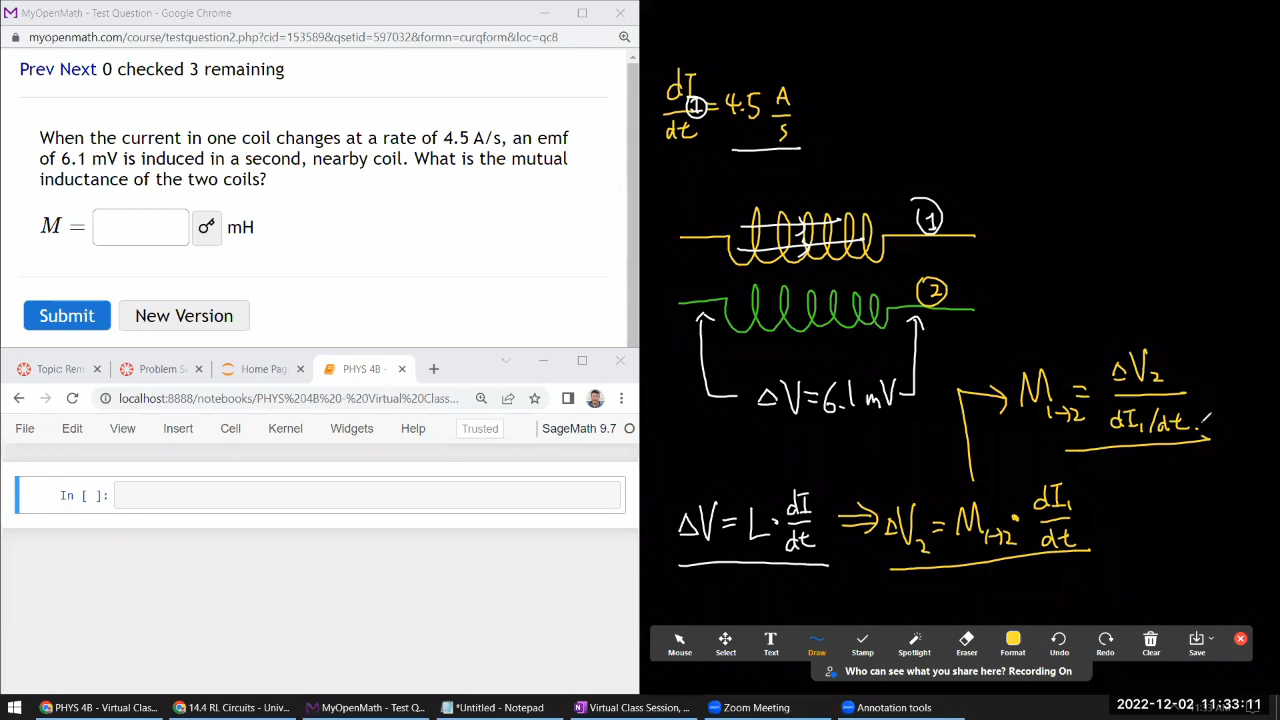 MyOpenMath - Test Question - Google Chrome
myopenmath.com/course/testquestion2.php?cid=153589&qsetid=597032&formn=curqform&loc=qc8
Prev Next 0 checked 3 remaining
When the current in one coil changes at a rate of 4.5 A/s, an emf
of 6.1 mV is induced in a second, nearby coil. What is the mutual
inductance of the two coils?
M = mH
Submit New Version
Topic: Rem Problem S Home Page PHYS 4B -
localhost:8888/notebooks/PHYS%204B%20-%20Virtual%20Class...
File Edit View Insert Cell Kernel Widgets Help Trusted SageMath 9.7
In [ ]:
dI1/dt = 4.5 A/s
1
2
ΔV = 6.1 mV
M1→2 = ΔV2 / dI1/dt.
ΔV = L · dI/dt ⇒ ΔV2 = M1→2 · dI1/dt
Mouse Select Text Draw Stamp Spotlight Eraser Format Undo Redo Clear Save
Who can see what you share here? Recording On
PHYS 4B - Virtual Clas... 14.4 RL Circuits - Univ... MyOpenMath - Test Q... *Untitled - Notepad Virtual Class Session, ... Zoom Meeting Annotation tools
2022-12-02 11:33:11